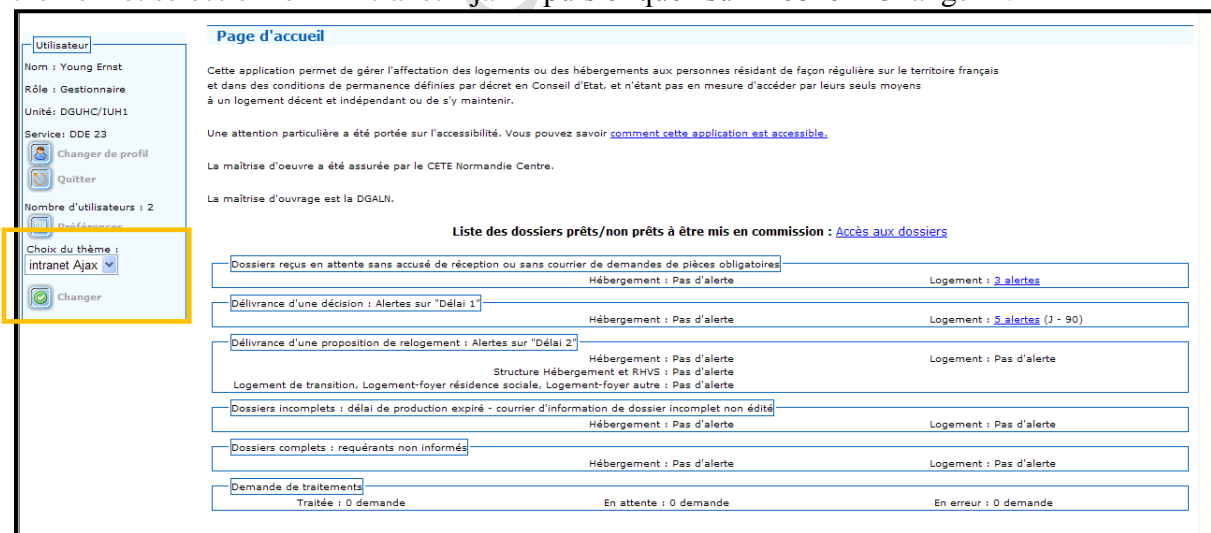 Page d'accueil
Utilisateur
Nom : Young Ernst
Rôle : Gestionnaire
Unité: DGUHC/IUH1
Service: DDE 23
Changer de profil
Quitter
Nombre d'utilisateurs : 2
Préférences
Choix du thème :
intranet Ajax
Changer
Cette application permet de gérer l'affectation des logements ou des hébergements aux personnes résidant de façon régulière sur le territoire français
et dans des conditions de permanence définies par décret en Conseil d'Etat, et n'étant pas en mesure d'accéder par leurs seuls moyens
à un logement décent et indépendant ou de s'y maintenir.
Une attention particulière a été portée sur l'accessibilité. Vous pouvez savoir comment cette application est accessible.
La maîtrise d'oeuvre a été assurée par le CETE Normandie Centre.
La maîtrise d'ouvrage est la DGALN.
Liste des dossiers prêts/non prêts à être mis en commission : Accès aux dossiers
Dossiers reçus en attente sans accusé de réception ou sans courrier de demandes de pièces obligatoires
Hébergement : Pas d'alerte Logement : 3 alertes
Délivrance d'une décision : Alertes sur "Délai 1"
Hébergement : Pas d'alerte Logement : 5 alertes (J - 90)
Délivrance d'une proposition de relogement : Alertes sur "Délai 2"
Hébergement : Pas d'alerte Logement : Pas d'alerte
Structure Hébergement et RHVS : Pas d'alerte
Logement de transition, Logement-foyer résidence sociale, Logement-foyer autre : Pas d'alerte
Dossiers incomplets : délai de production expiré - courrier d'information de dossier incomplet non édité
Hébergement : Pas d'alerte Logement : Pas d'alerte
Dossiers complets : requérants non informés
Hébergement : Pas d'alerte Logement : Pas d'alerte
Demande de traitements
Traitée : 0 demande En attente : 0 demande En erreur : 0 demande